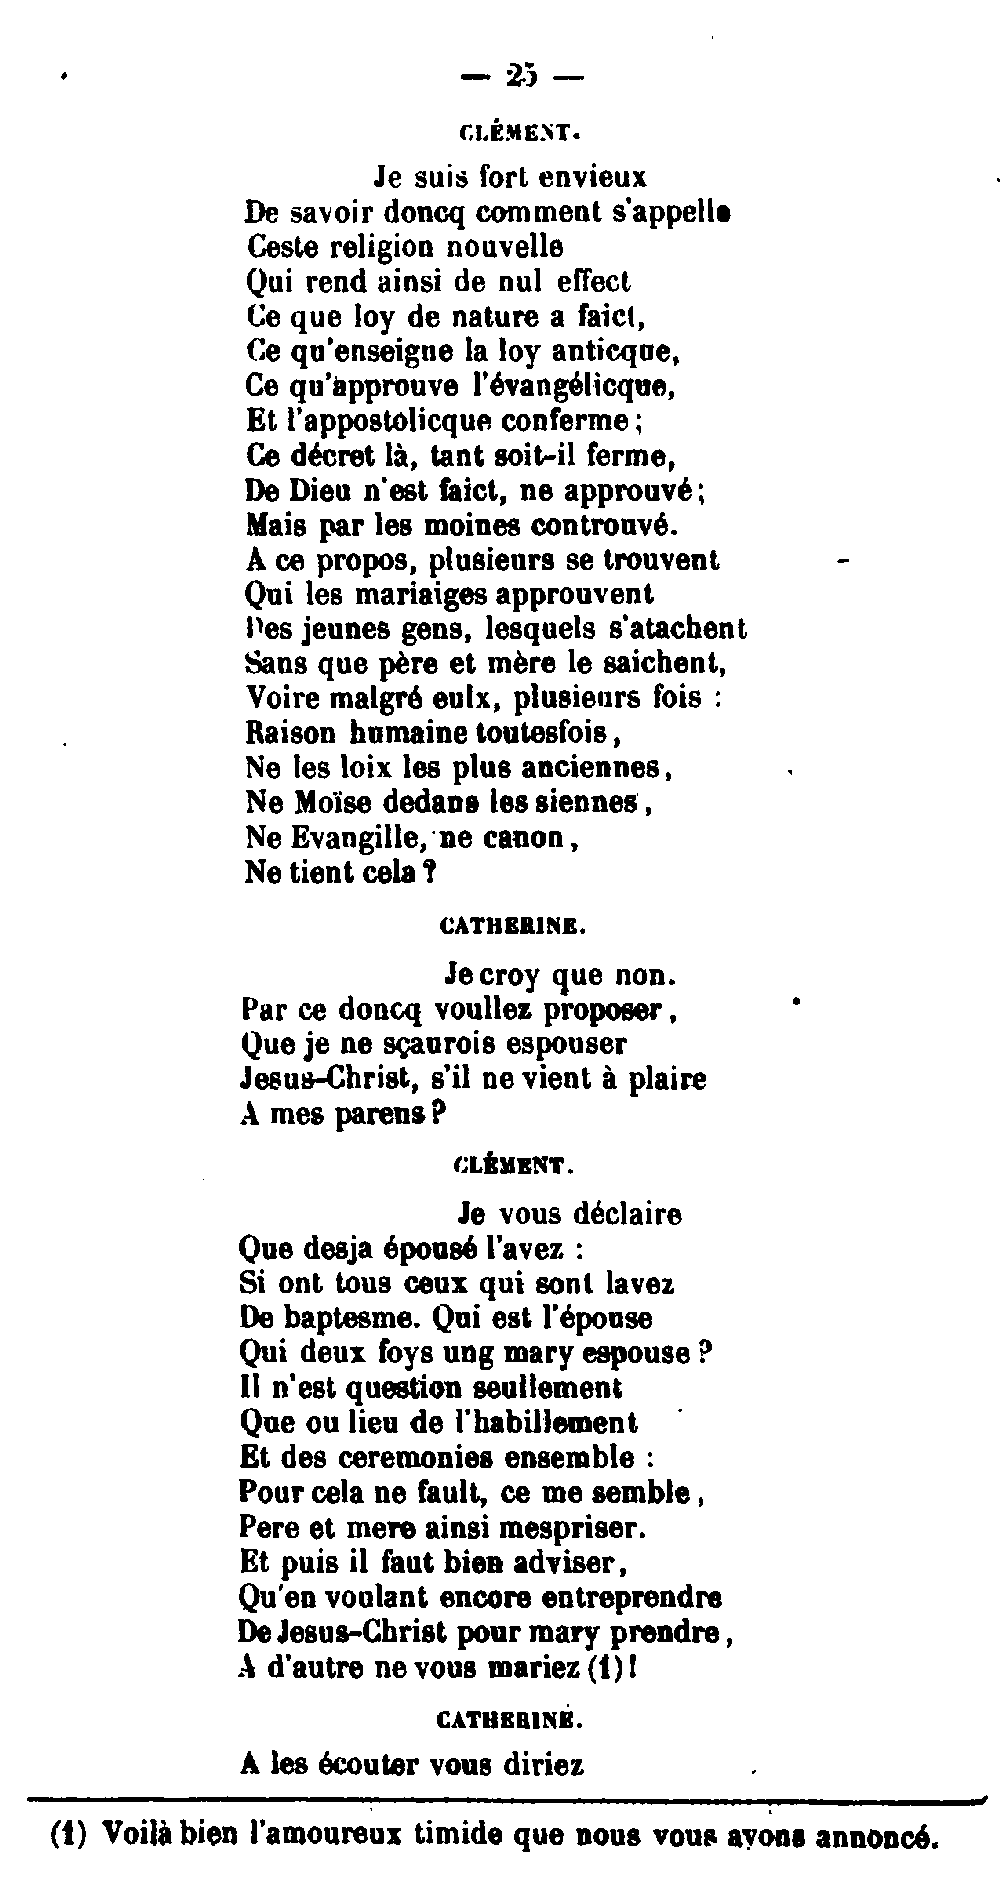 — 25 —
CLÉMENT.
Je suis fort envieux
De savoir doncq comment s'appelle
Ceste religion nouvelle
Qui rend ainsi de nul effect
Ce que loy de nature a faict,
Ce qu'enseigne la loy anticque,
Ce qu'approuve l'évangélicque,
Et l'appostolicque conferme ;
Ce décret là, tant soit-il ferme,
De Dieu n'est faict, ne approuvé ;
Mais par les moines controuvé.
A ce propos, plusieurs se trouvent
Qui les mariaiges approuvent
Des jeunes gens, lesquels s'atachent
Sans que père et mère le saichent,
Voire malgré eulx, plusieurs fois :
Raison humaine toutesfois,
Ne les loix les plus anciennes,
Ne Moïse dedans les siennes,
Ne Evangille, ne canon,
Ne tient cela ?
CATHERINE.
Je croy que non.
Par ce doncq voullez proposer,
Que je ne sçaurois espouser
Jesus-Christ, s'il ne vient à plaire
A mes parens ?
CLÉMENT.
Je vous déclaire
Que desja épousé l'avez :
Si ont tous ceux qui sont lavez
De baptesme. Qui est l'épouse
Qui deux foys ung mary espouse ?
Il n'est question seullement
Que ou lieu de l'habillement
Et des ceremonies ensemble :
Pour cela ne fault, ce me semble,
Pere et mere ainsi mespriser.
Et puis il faut bien adviser,
Qu'en voulant encore entreprendre
De Jesus-Christ pour mary prendre,
A d'autre ne vous mariez (1) !
CATHERINE.
A les écouter vous diriez
(1) Voilà bien l'amoureux timide que nous vous avons annoncé.